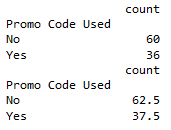 count
Promo Code Used
No 60
Yes 36
count
Promo Code Used
No 62.5
Yes 37.5